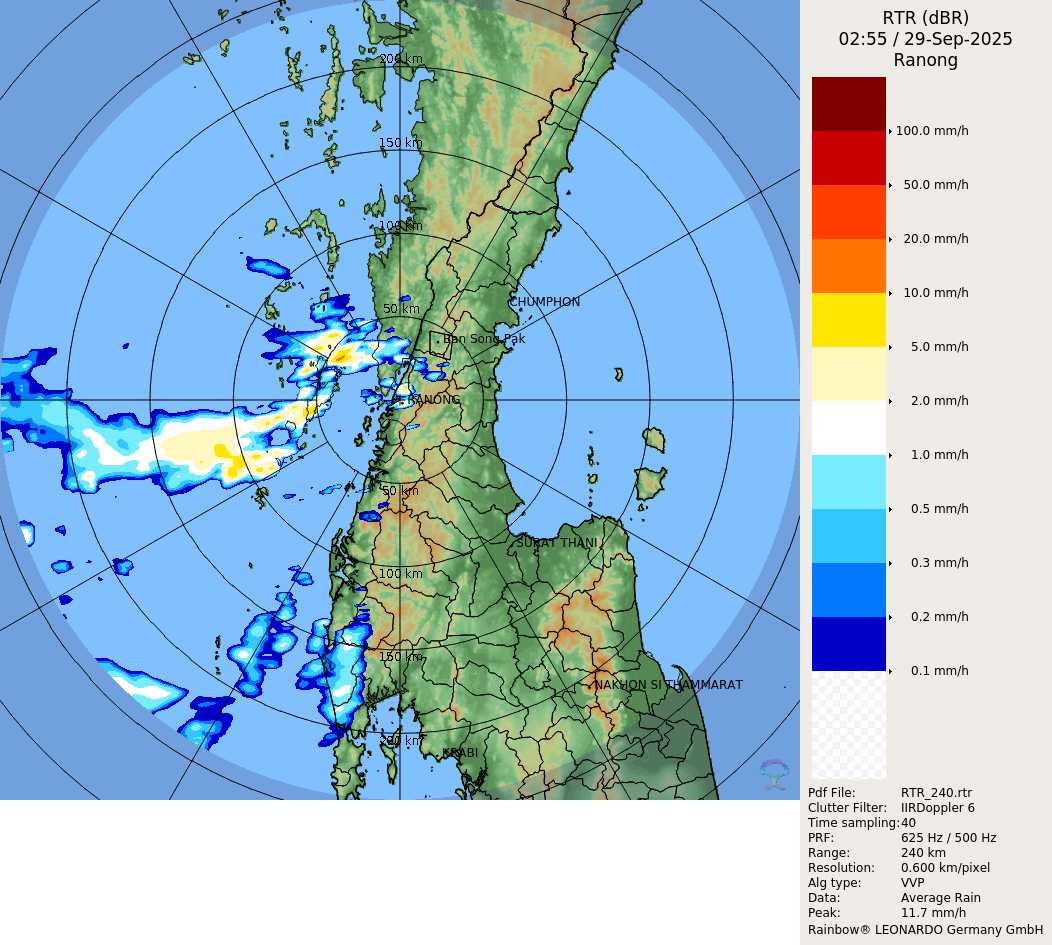 RTR (dBR)
02:55 / 29-Sep-2025
Ranong
100.0 mm/h
50.0 mm/h
20.0 mm/h
10.0 mm/h
5.0 mm/h
2.0 mm/h
1.0 mm/h
0.5 mm/h
0.3 mm/h
0.2 mm/h
0.1 mm/h
Pdf File: RTR_240.rtr
Clutter Filter: IIRDoppler 6
Time sampling: 40
PRF: 625 Hz / 500 Hz
Range: 240 km
Resolution: 0.600 km/pixel
Alg type: VVP
Data: Average Rain
Peak: 11.7 mm/h
Rainbow® LEONARDO Germany GmbH
200 km
150 km
100 km
CHUMPHON
50 km
Ban Song Pak
RANONG
50 km
SURAT THANI
100 km
150 km
NAKHON SI THAMMARAT
200 km
KRABI